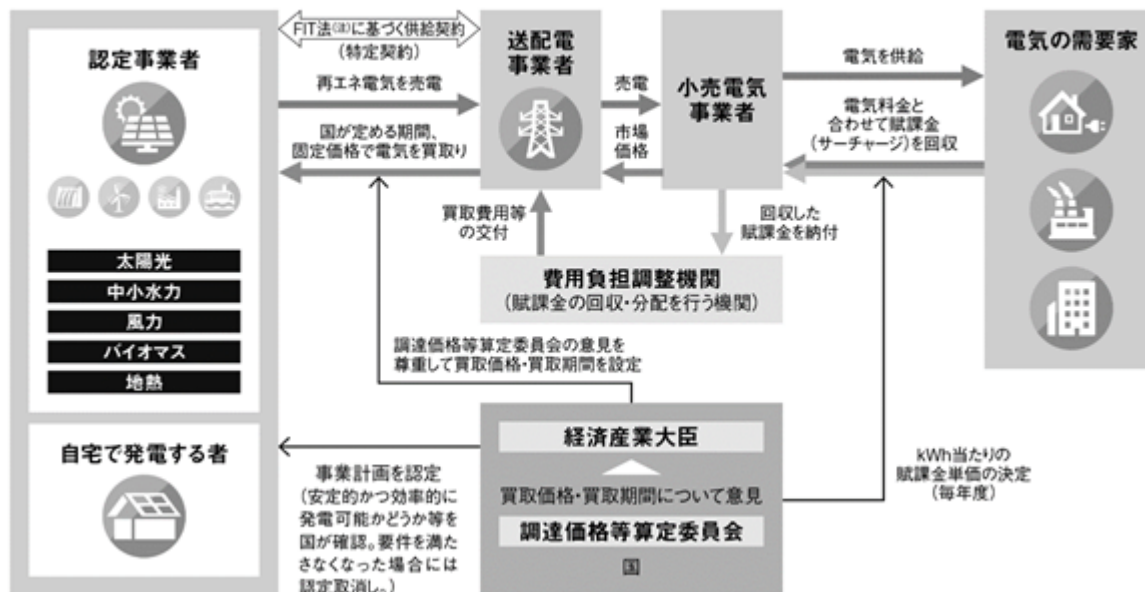 認定事業者
太陽光
中小水力
風力
バイオマス
地熱
自宅で発電する者
FIT法(注)に基づく供給契約
(特定契約)
再エネ電気を売電
国が定める期間、
固定価格で電気を買取り
送配電
事業者
売電
市場
価格
小売電気
事業者
電気を供給
電気料金と
合わせて賦課金
(サーチャージ)を回収
電気の需要家
買取費用等
の交付
回収した
賦課金を納付
費用負担調整機関
(賦課金の回収・分配を行う機関)
調達価格等算定委員会の意見を
尊重して買取価格・買取期間を設定
事業計画を認定
(安定的かつ効率的に
発電可能かどうか等を
国が確認。要件を満た
さなくなった場合には
認定取消し。)
経済産業大臣
買取価格・買取期間について意見
調達価格等算定委員会
国
kWh当たりの
賦課金単価の決定
(毎年度)